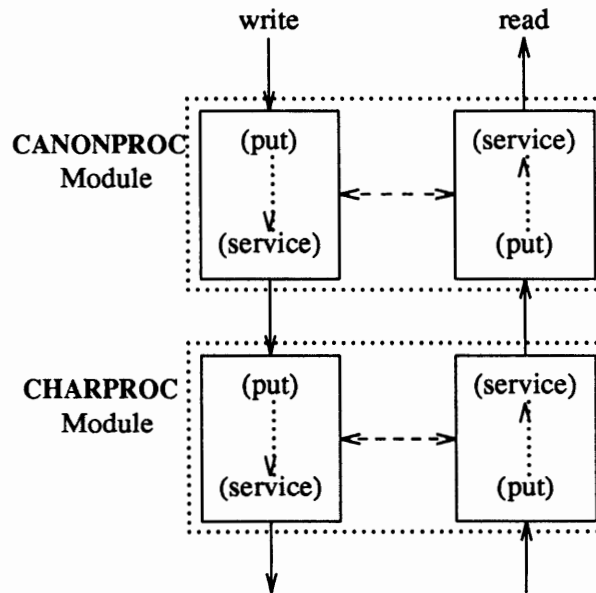 write read
CANONPROC
Module
(put) (service)
(service) (put)
CHARPROC
Module
(put) (service)
(service) (put)